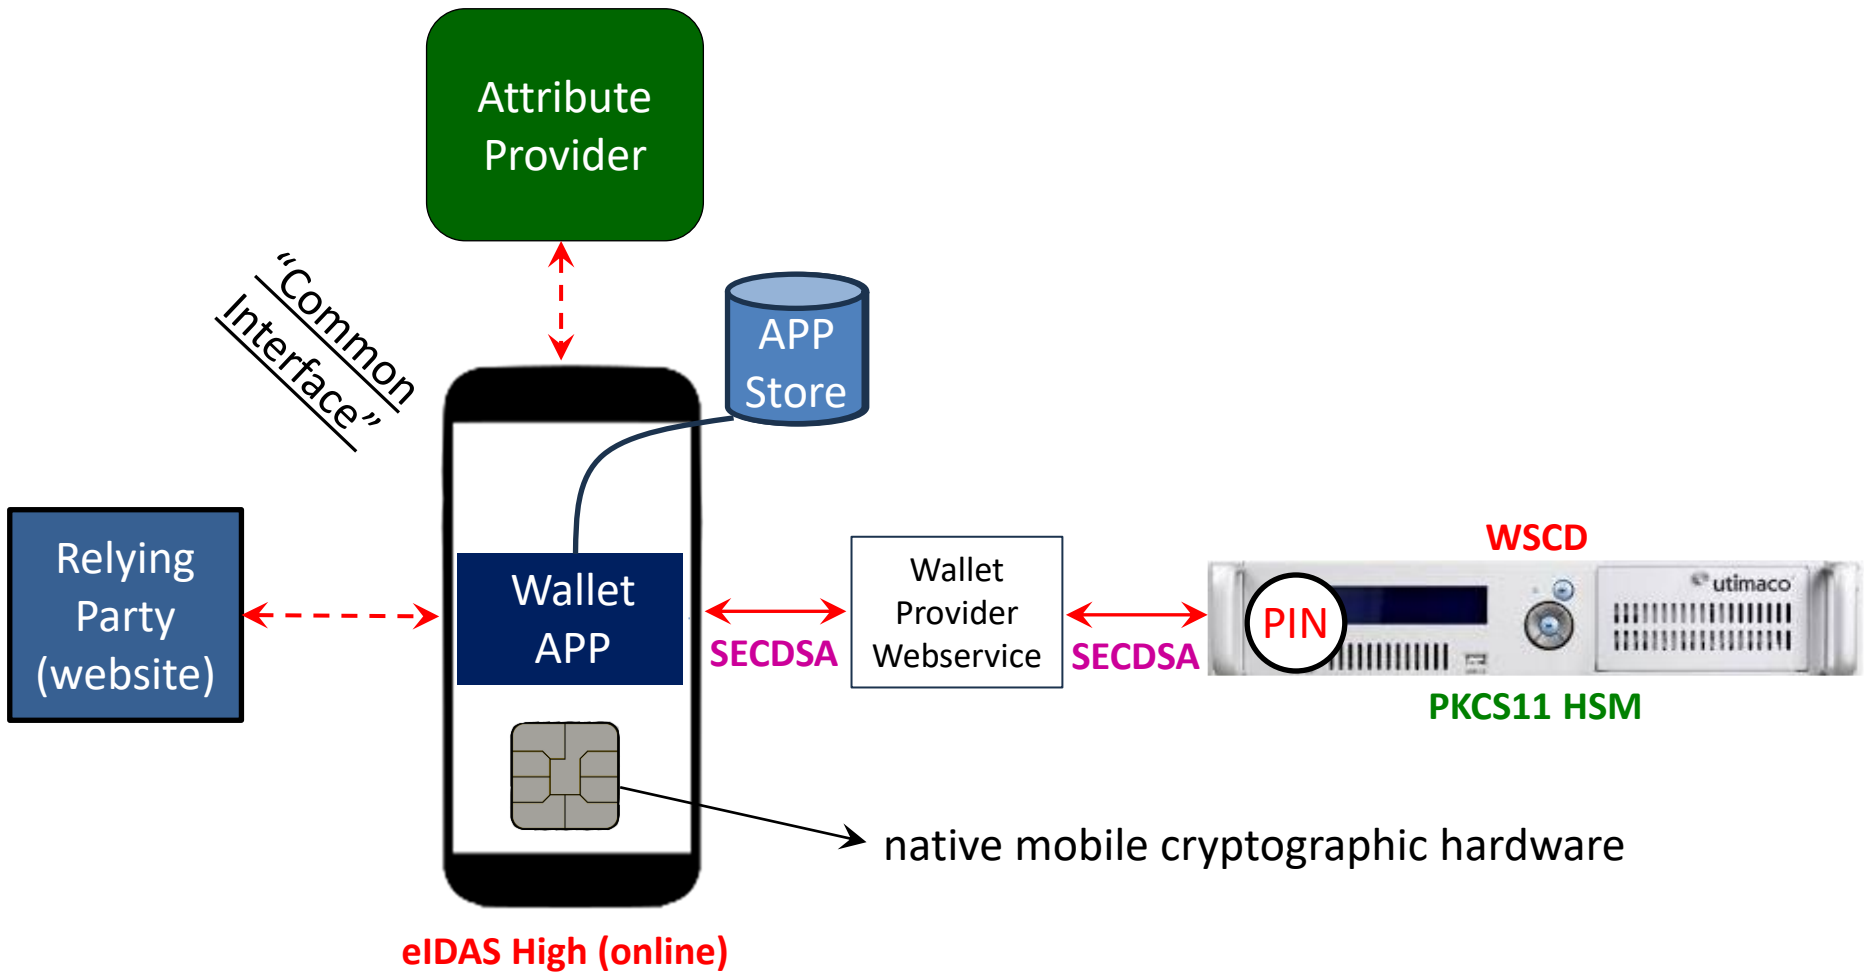 Attribute
Provider
“Common
Interface”
APP
Store
Relying
Party
(website)
Wallet
APP
SECDSA
Wallet
Provider
Webservice
SECDSA
WSCD
utimaco
PIN
PKCS11 HSM
native mobile cryptographic hardware
eIDAS High (online)